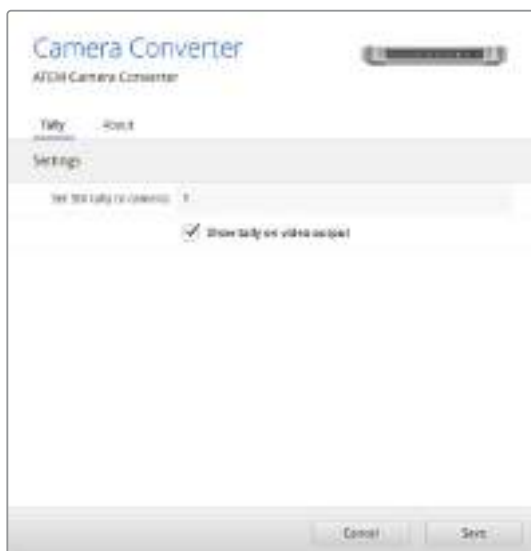 Camera Converter
ATEM Camera Converter
Tally About
Settings
Set SDI tally to camera:
Show tally on video output
Cancel Save